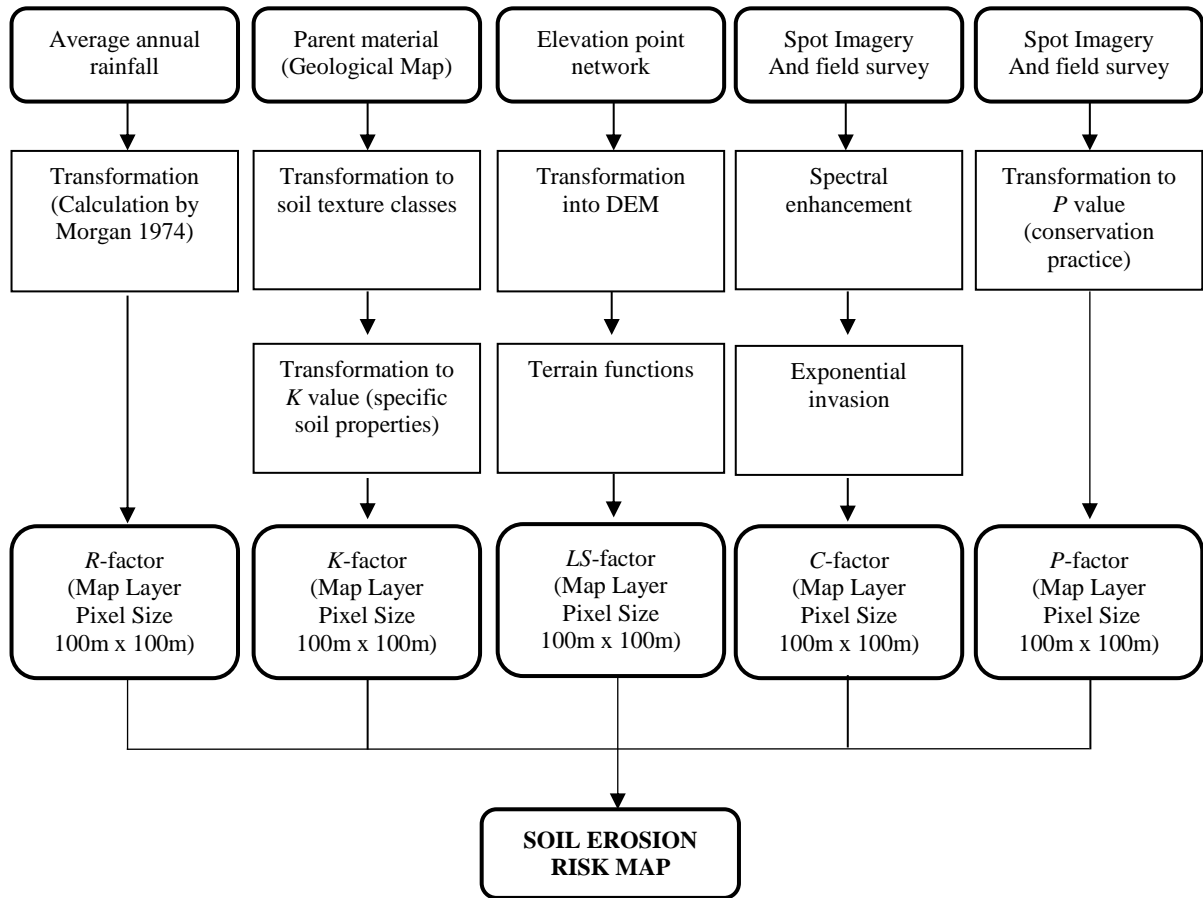 Average annual
rainfall
Parent material
(Geological Map)
Elevation point
network
Spot Imagery
And field survey
Spot Imagery
And field survey
Transformation
(Calculation by
Morgan 1974)
Transformation to
soil texture classes
Transformation
into DEM
Spectral
enhancement
Transformation to
P value
(conservation
practice)
Transformation to
K value (specific
soil properties)
Terrain functions
Exponential
invasion
R-factor
(Map Layer
Pixel Size
100m x 100m)
K-factor
(Map Layer
Pixel Size
100m x 100m)
LS-factor
(Map Layer
Pixel Size
100m x 100m)
C-factor
(Map Layer
Pixel Size
100m x 100m)
P-factor
(Map Layer
Pixel Size
100m x 100m)
SOIL EROSION
RISK MAP